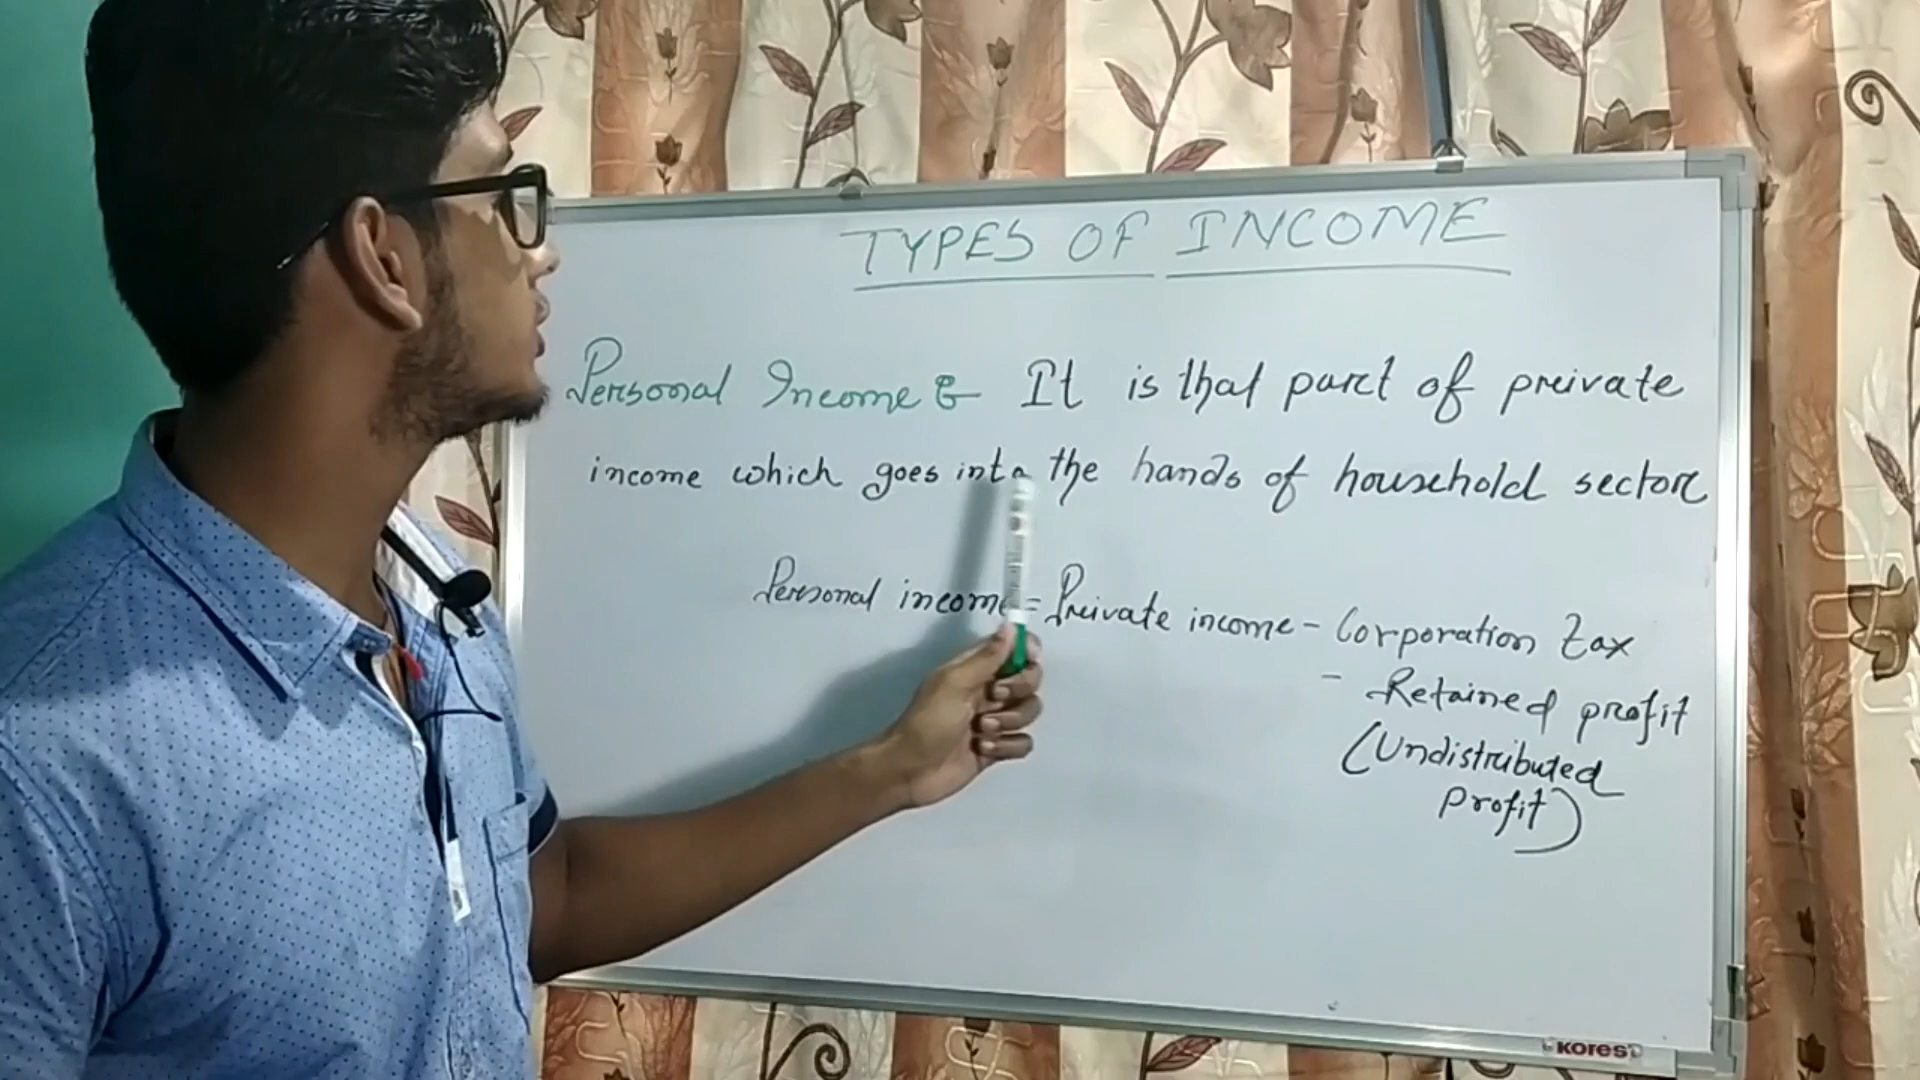 TYPES OF INCOME
Personal Income :- It is that part of private
income which goes into the hands of household sector
Personal income = Private income - Corporation tax
- Retained profit
(Undistributed
profit)
KORES